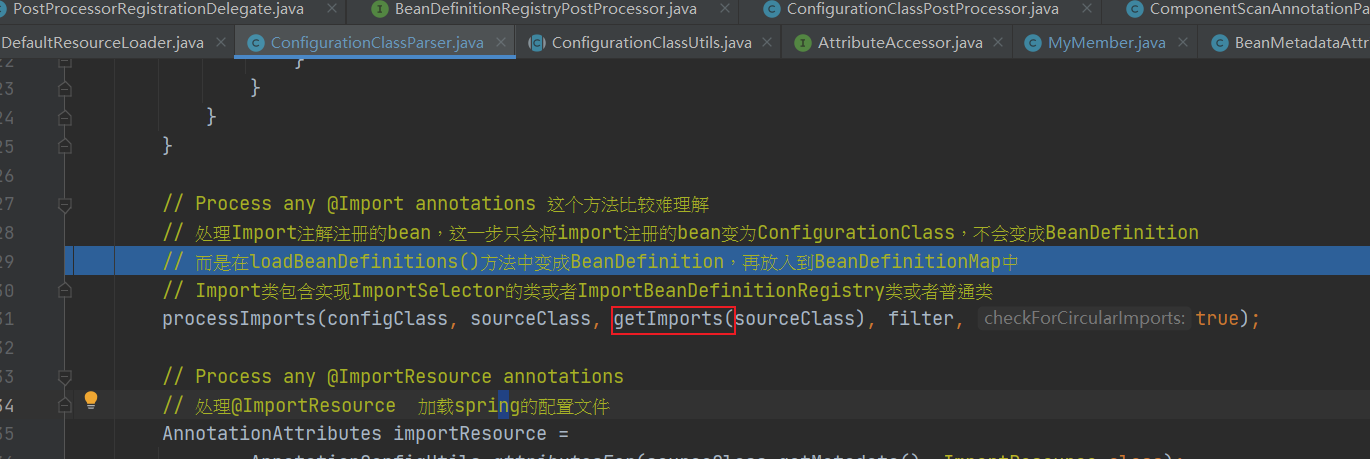 PostProcessorRegistrationDelegate.java × BeanDefinitionRegistryPostProcessor.java × ConfigurationClassPostProcessor.java × ComponentScanAnnotationPa
DefaultResourceLoader.java × ConfigurationClassParser.java × ConfigurationClassUtils.java × AttributeAccessor.java × MyMember.java × BeanMetadataAttr
22 }
23 }
24 }
25 }
26
27 // Process any @Import annotations 这个方法比较难理解
28 // 处理Import注解注册的bean，这一步只会将import注册的bean变为ConfigurationClass，不会变成BeanDefinition
29 // 而是在loadBeanDefinitions()方法中变成BeanDefinition，再放入到BeanDefinitionMap中
30 // Import类包含实现ImportSelector的类或者ImportBeanDefinitionRegistry类或者普通类
31 processImports(configClass, sourceClass, getImports(sourceClass), filter, checkForCircularImports: true);
32
33 // Process any @ImportResource annotations
34 // 处理@ImportResource 加载spring的配置文件
35 AnnotationAttributes importResource =
AnnotationConfigUtils.attributesFor(sourceClass.getMetadata(), ImportResource.class);